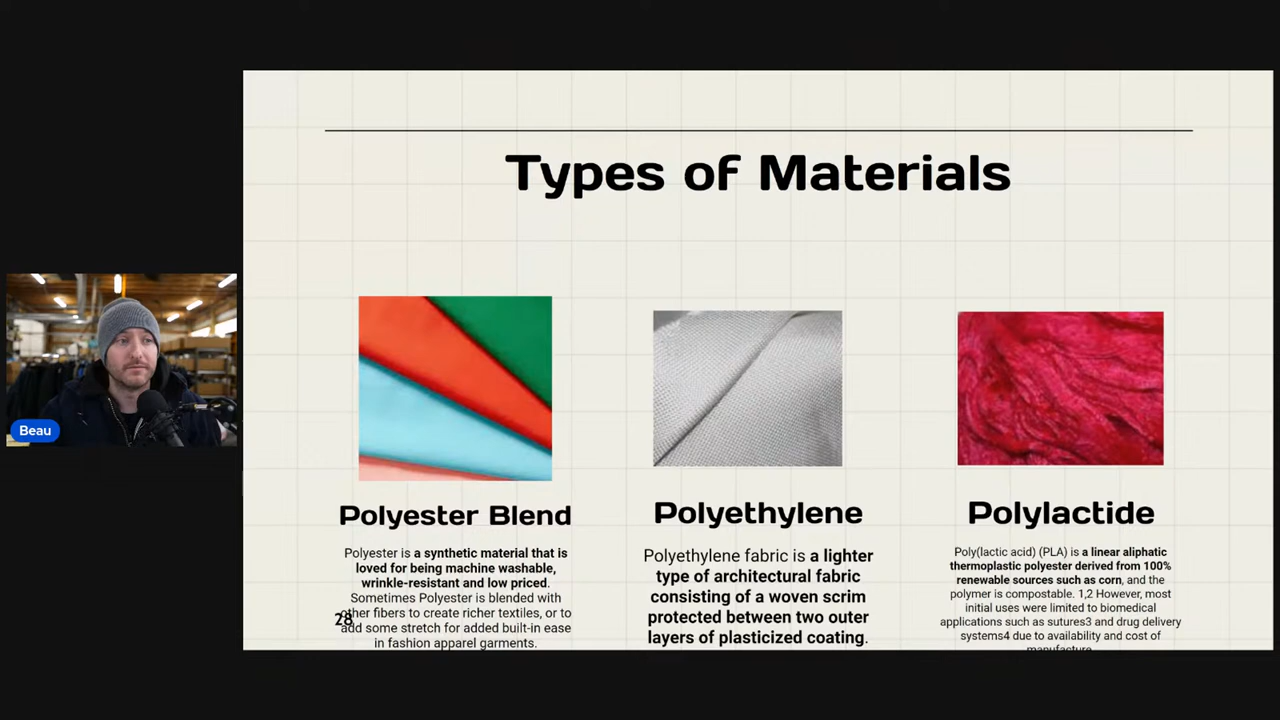 Types of Materials
Beau
Polyester Blend
Polyester is a synthetic material that is
loved for being machine washable,
wrinkle-resistant and low priced.
Sometimes Polyester is blended with
other fibers to create richer textiles, or to
add some stretch for added built-in ease
in fashion apparel garments.
28
Polyethylene
Polyethylene fabric is a lighter
type of architectural fabric
consisting of a woven scrim
protected between two outer
layers of plasticized coating.
Polylactide
Poly(lactic acid) (PLA) is a linear aliphatic
thermoplastic polyester derived from 100%
renewable sources such as corn, and the
polymer is compostable. 1,2 However, most
initial uses were limited to biomedical
applications such as sutures3 and drug delivery
systems4 due to availability and cost of
manufacture